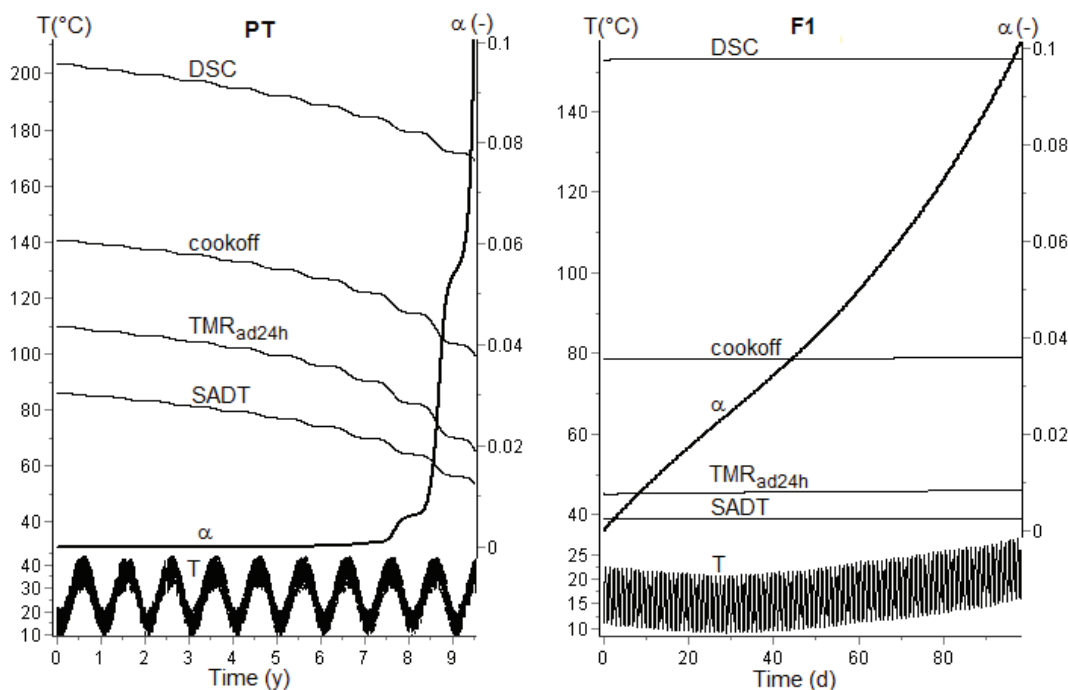 T(°C) PT α (-)
0.1
DSC
200
180
0.08
160
140 cookoff
0.06
120
TMRad24h
100
0.04
80
SADT
60
0.02
40
α
0
T
40
30
20
10
0 1 2 3 4 5 6 7 8 9
Time (y)
T(°C) F1 α (-)
DSC
0.1
140
0.08
120
0.06
100
cookoff
80
0.04
α
60
0.02
TMRad24h
SADT
40
0
T
25
20
15
10
0 20 40 60 80
Time (d)